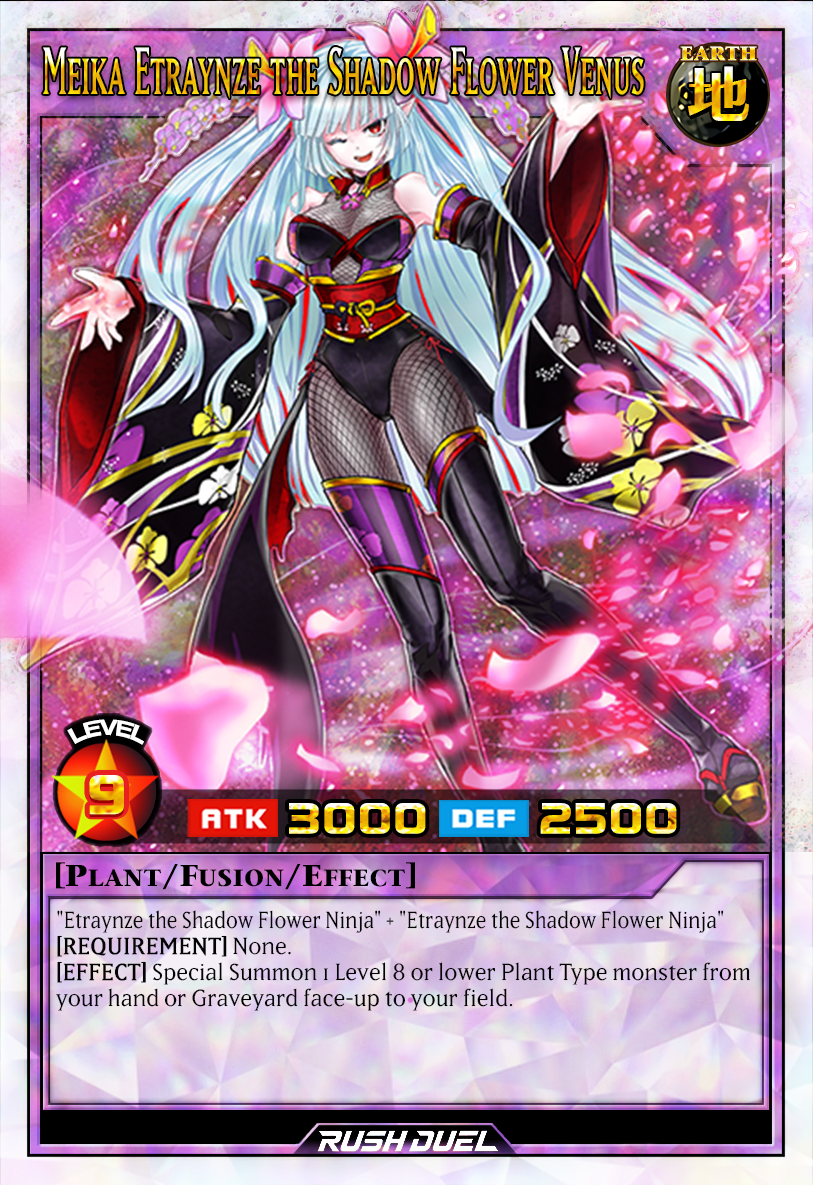 MEIKA ETRAYNZE THE SHADOW FLOWER VENUS
EARTH
地
LEVEL
9
ATK 3000 DEF 2500
[PLANT/FUSION/EFFECT]
"Etraynze the Shadow Flower Ninja" + "Etraynze the Shadow Flower Ninja"
[REQUIREMENT] None.
[EFFECT] Special Summon 1 Level 8 or lower Plant Type monster from
your hand or Graveyard face-up to your field.
RUSH DUEL